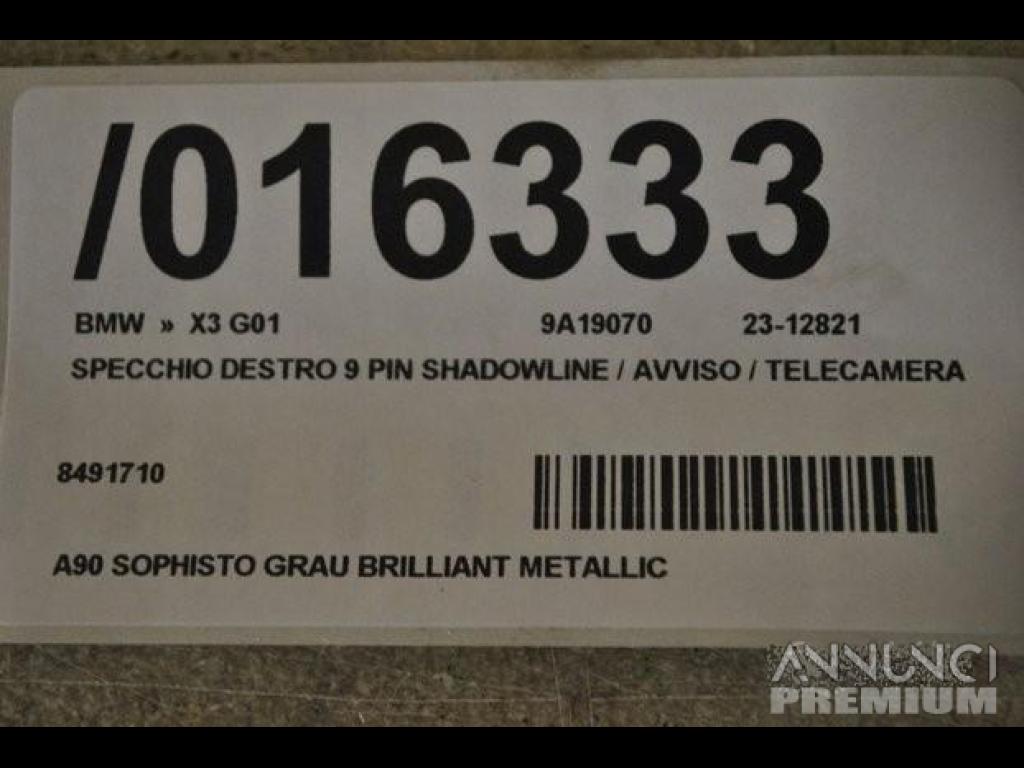 /016333
BMW » X3 G01 9A19070 23-12821
SPECCHIO DESTRO 9 PIN SHADOWLINE / AVVISO / TELECAMERA
8491710
A90 SOPHISTO GRAU BRILLIANT METALLIC
ANNUNCI
PREMIUM